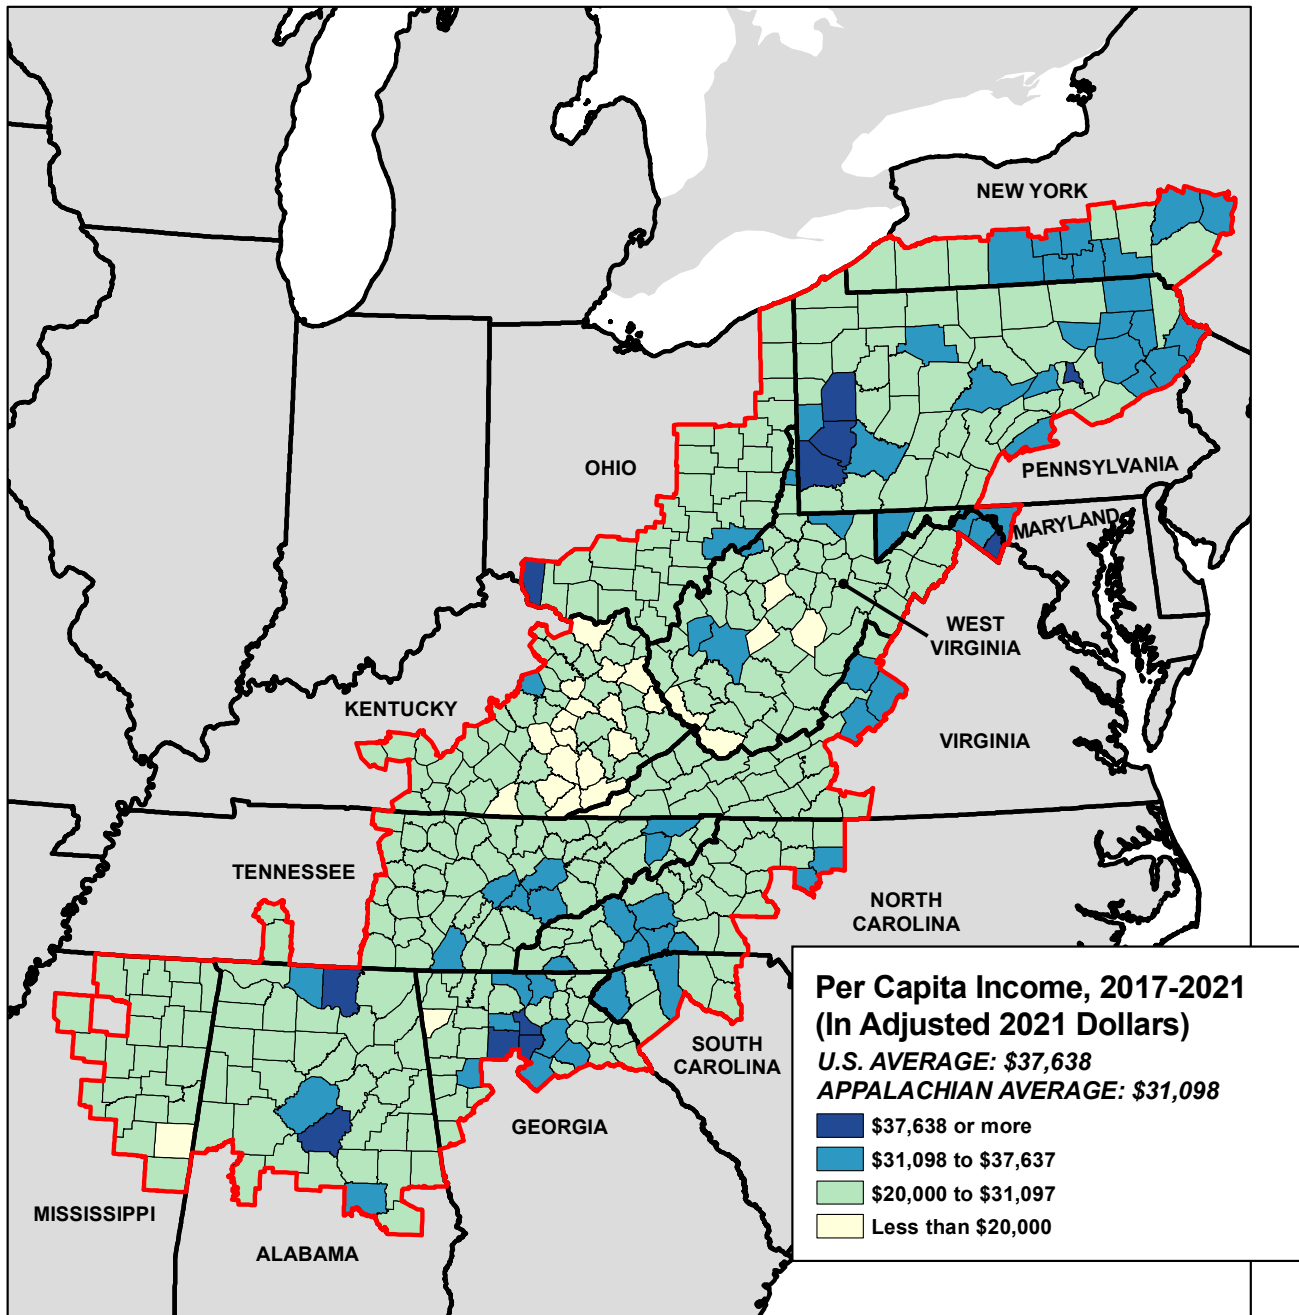 NEW YORK
OHIO
PENNSYLVANIA
MARYLAND
WEST
VIRGINIA
KENTUCKY
VIRGINIA
TENNESSEE
NORTH
CAROLINA
SOUTH
CAROLINA
GEORGIA
MISSISSIPPI
ALABAMA
Per Capita Income, 2017-2021
(In Adjusted 2021 Dollars)
U.S. AVERAGE: $37,638
APPALACHIAN AVERAGE: $31,098
$37,638 or more
$31,098 to $37,637
$20,000 to $31,097
Less than $20,000